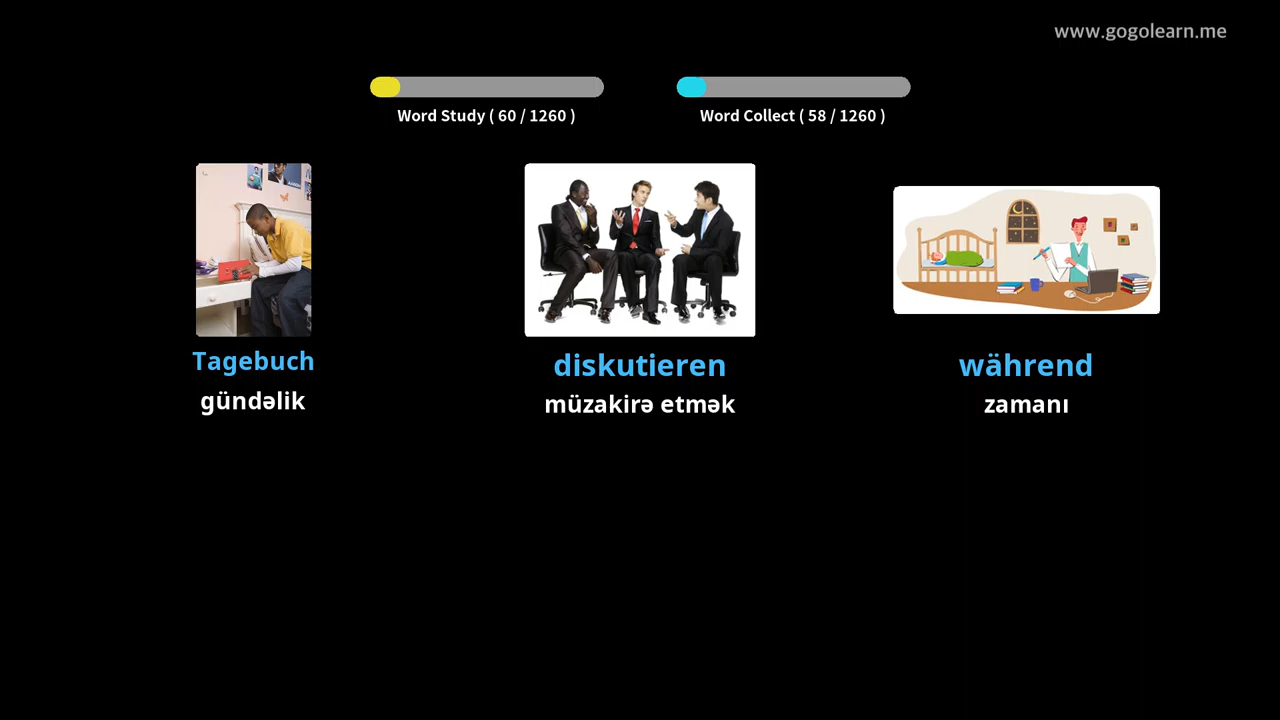 www.gogolearn.me
Word Study ( 60 / 1260 )
Word Collect ( 58 / 1260 )
Tagebuch
diskutieren
während
gündəlik
müzakirə etmək
zamanı